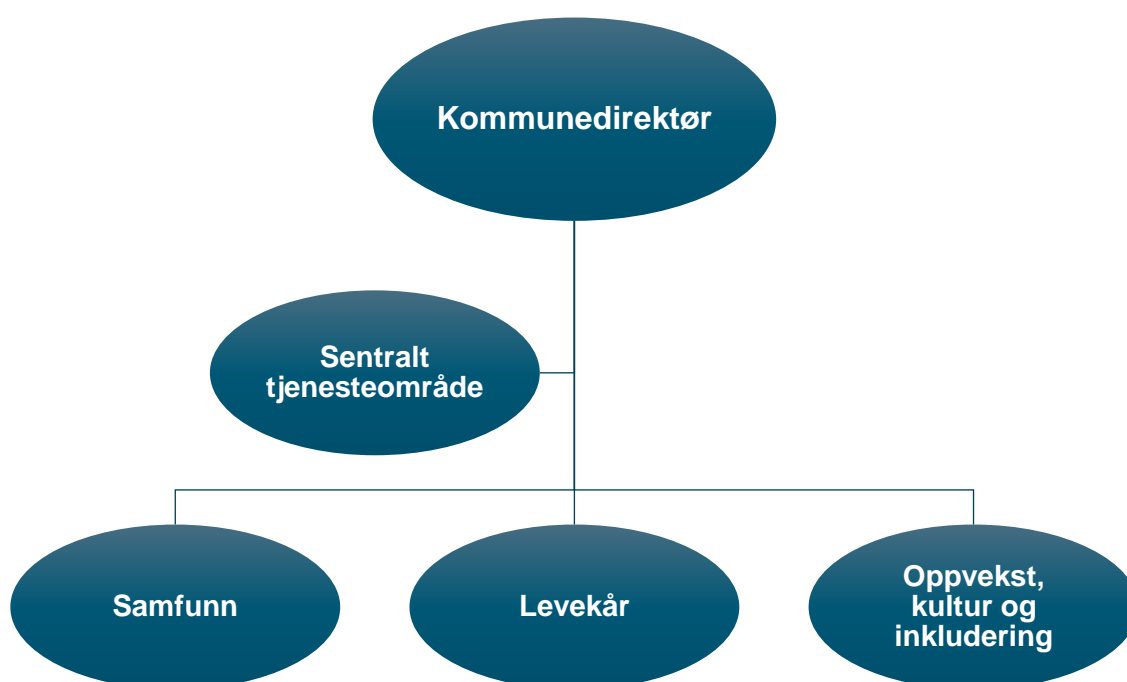 Kommunedirektør
Sentralt
tjenesteområde
Samfunn
Levekår
Oppvekst,
kultur og
inkludering